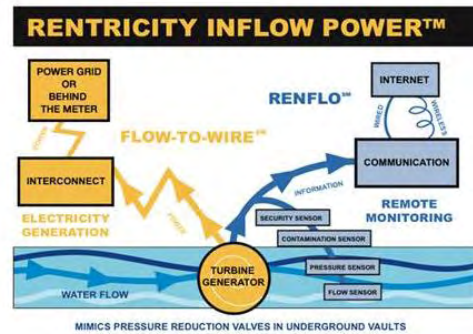 RENTRICITY INFLOW POWER™
POWER GRID
OR
BEHIND
THE METER
POWER
INTERCONNECT
ELECTRICITY
GENERATION
FLOW-TO-WIRE℠
POWER
RENFLO℠
INTERNET
WIRED
WIRELESS
COMMUNICATION
REMOTE
MONITORING
INFORMATION
SECURITY SENSOR
CONTAMINATION SENSOR
PRESSURE SENSOR
FLOW SENSOR
TURBINE
GENERATOR
WATER FLOW
MIMICS PRESSURE REDUCTION VALVES IN UNDERGROUND VAULTS